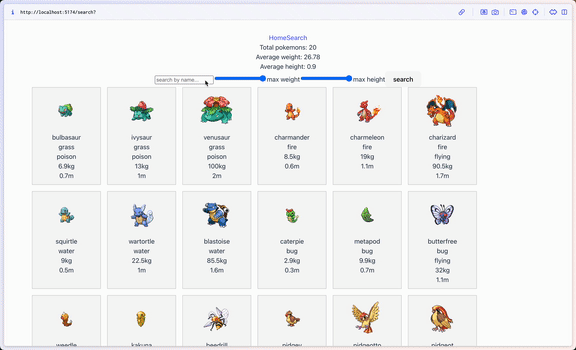 http://localhost:5174/search?
HomeSearch
Total pokemons: 20
Average weight: 26.78
Average height: 0.9
search by name... max weight max height search
bulbasaur ivysaur venusaur charmander charmeleon charizard
grass grass grass fire fire fire
poison poison poison 8.5kg 19kg flying
6.9kg 13kg 100kg 0.6m 1.1m 90.5kg
0.7m 1m 2m 1.7m
squirtle wartortle blastoise caterpie metapod butterfree
water water water bug bug bug
9kg 22.5kg 85.5kg 2.9kg 9.9kg flying
0.5m 1m 1.6m 0.3m 0.7m 32kg
1.1m
weedle kakuna beedrill pidgey pidgeotto pidgeot